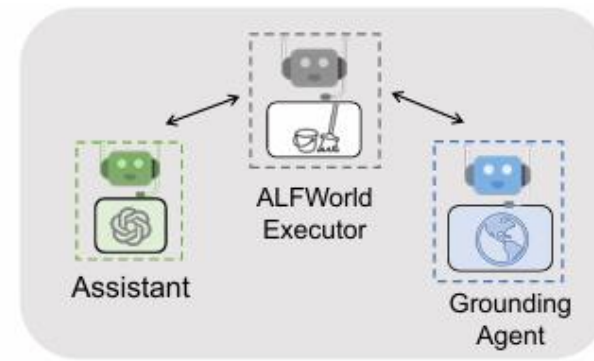 ALFWorld
Executor
Assistant
Grounding
Agent